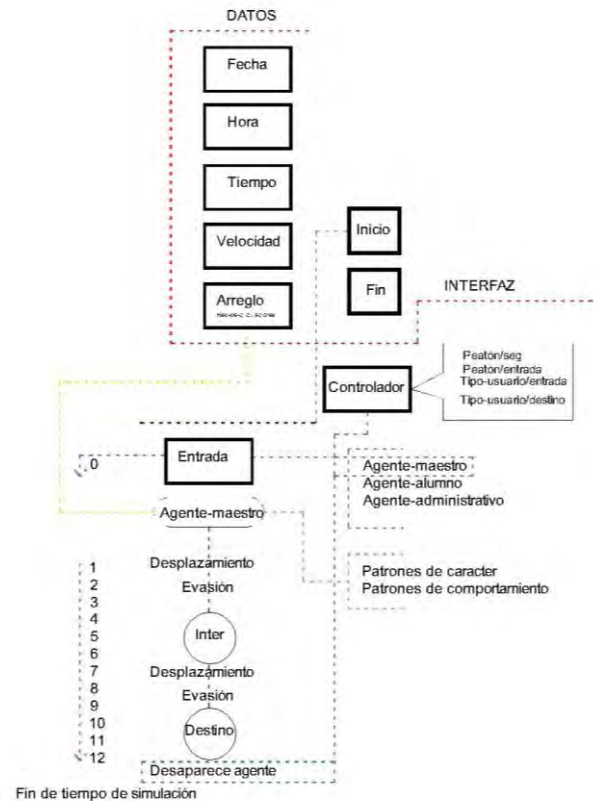 DATOS
Fecha
Hora
Tiempo
Velocidad
Inicio
Arreglo
Fin
INTERFAZ
Controlador
Peatón/seg
Peatón/entrada
Tipo-usuario/entrada
Tipo-usuario/destino
0
Entrada
Agente-maestro
Agente-alumno
Agente-administrativo
Agente-maestro
Patrones de caracter
Patrones de comportamiento
1
2
3
4
5
6
7
8
9
10
11
12
Desplazamiento
Evasión
Inter
Desplazamiento
Evasión
Destino
Desaparece agente
Fin de tiempo de simulación